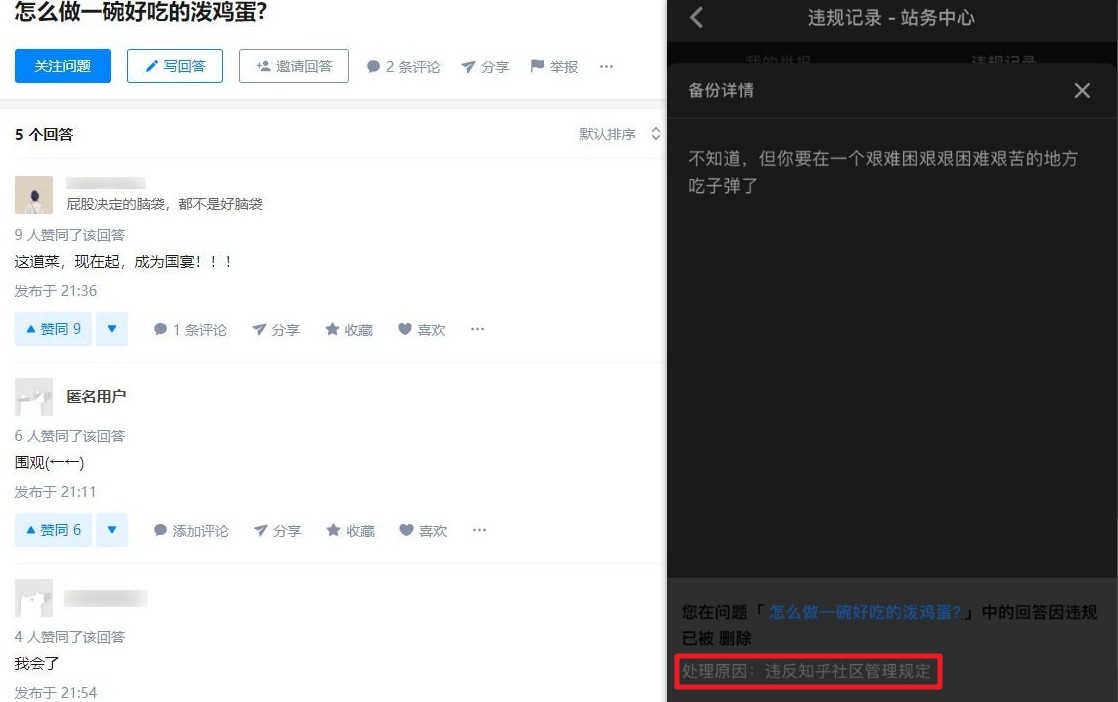 怎么做一碗好吃的泼鸡蛋?
关注问题
写回答
邀请回答
2 条评论
分享
举报
5 个回答
默认排序
屁股决定的脑袋，都不是好脑袋
9 人赞同了该回答
这道菜，现在起，成为国宴！！！
发布于 21:36
赞同 9
1 条评论
分享
收藏
喜欢
匿名用户
6 人赞同了该回答
围观(←←)
发布于 21:11
赞同 6
添加评论
分享
收藏
喜欢
4 人赞同了该回答
我会了
发布于 21:54
违规记录 - 站务中心
我的举报
违规记录
备份详情
不知道，但你要在一个艰难困艰艰困难艰苦的地方
吃子弹了
您在问题「 怎么做一碗好吃的泼鸡蛋? 」中的回答因违规
已被 删除
处理原因：违反知乎社区管理规定